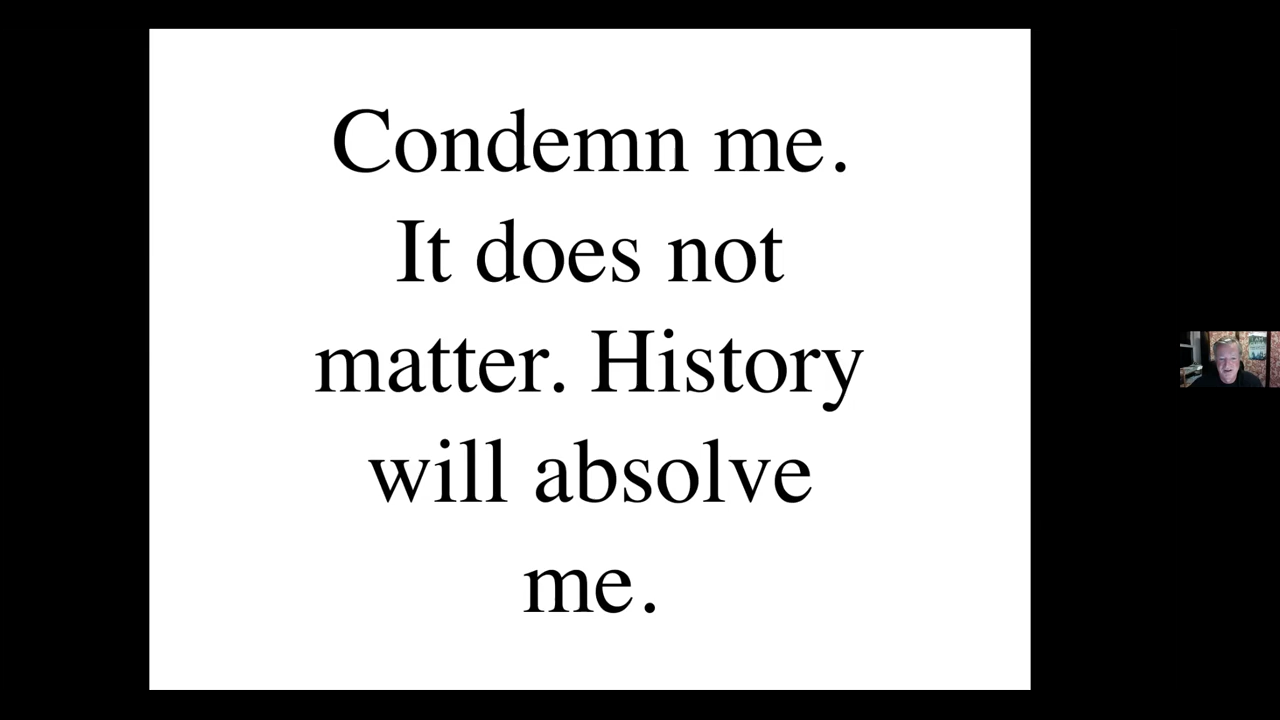 Condemn me.
It does not
matter. History
will absolve
me.